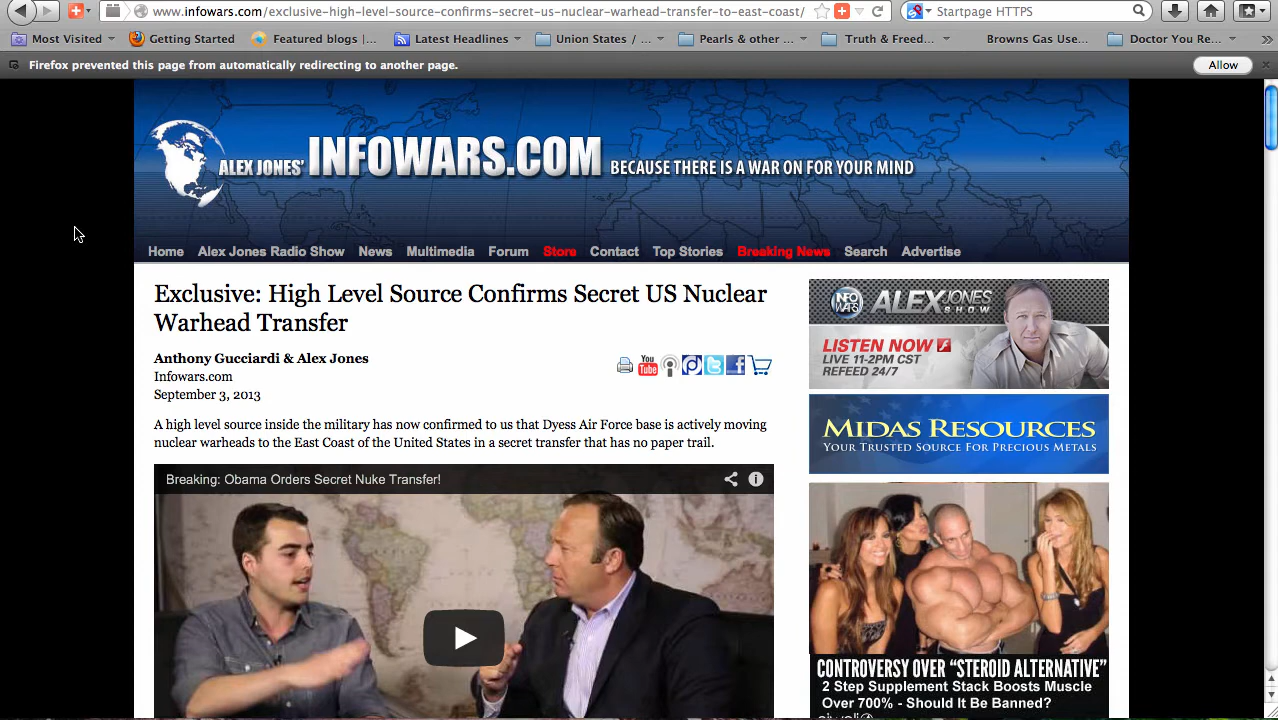 www.infowars.com/exclusive-high-level-source-confirms-secret-us-nuclear-warhead-transfer-to-east-coast/
Startpage HTTPS
Most Visited
Getting Started
Featured blogs |...
Latest Headlines
Union States / ...
Perils & other ...
Truth & Freed...
Browns Gas Use...
Doctor You Re...
Firefox prevented this page from automatically redirecting to another page.
Allow
ALEX JONES' INFOWARS.COM BECAUSE THERE IS A WAR ON FOR YOUR MIND
Home Alex Jones Radio Show News Multimedia Forum Store Contact Top Stories Breaking News Search Advertise
Exclusive: High Level Source Confirms Secret US Nuclear
Warhead Transfer
Anthony Gucciardi & Alex Jones
Infowars.com
September 3, 2013
You
Tube
A high level source inside the military has now confirmed to us that Dyess Air Force base is actively moving
nuclear warheads to the East Coast of the United States in a secret transfer that has no paper trail.
Breaking: Obama Orders Secret Nuke Transfer!
INFO
WARS
ALEX JONES
SHOW
LISTEN NOW
LIVE 11-2PM CST
REFEED 24/7
MIDAS RESOURCES
YOUR TRUSTED SOURCE FOR PRECIOUS METALS
CONTROVERSY OVER "STEROID ALTERNATIVE"
2 Step Supplement Stack Boosts Muscle
Over 700% - Should It Be Banned?